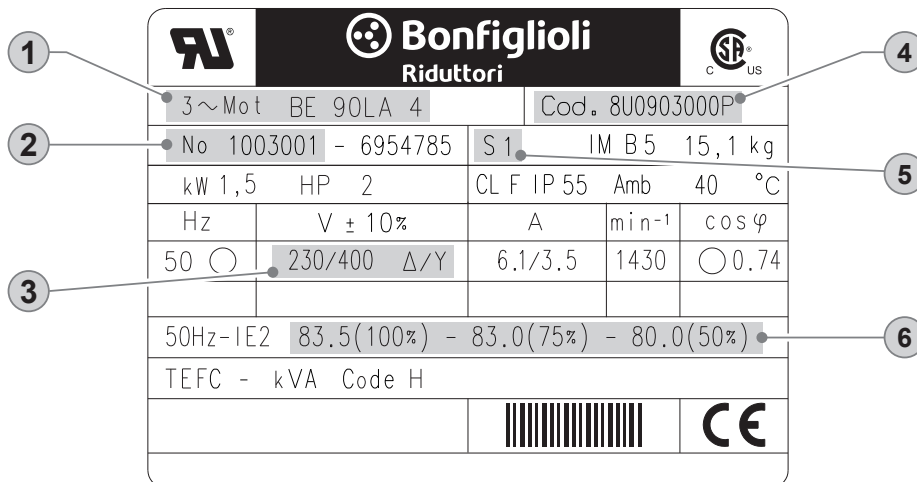 Bonfiglioli
Riduttori
C US
1
3~Mot BE 90LA 4
Cod. 8U0903000P
4
2
No 1003001 - 6954785
S1 IM B5 15,1 kg
5
kW 1,5 HP 2
CL F IP 55 Amb 40 °C
Hz V ± 10% A min-1 cosφ
50 230/400 Δ/Y 6.1/3.5 1430 0.74
3
50Hz-IE2 83.5(100%) - 83.0(75%) - 80.0(50%)
6
TEFC - kVA Code H
CE